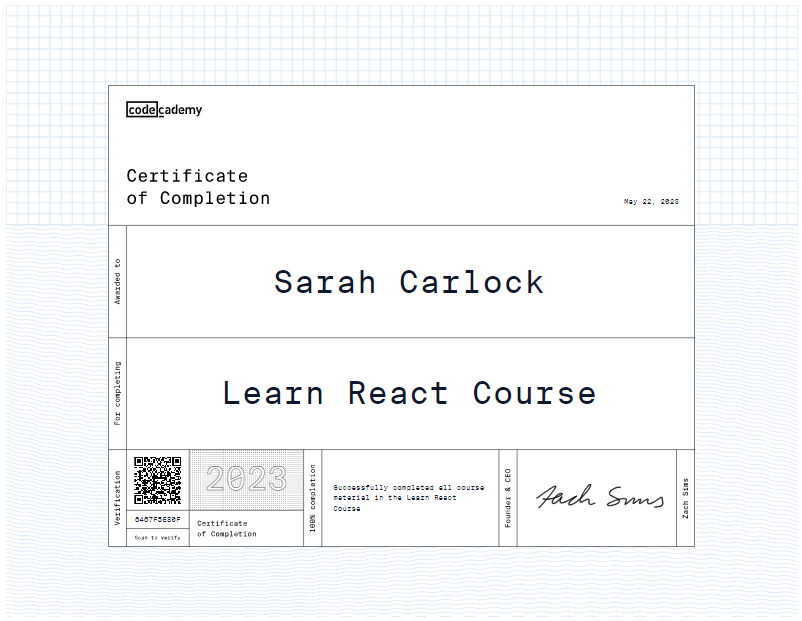 codecademy
Certificate
of Completion
May 22, 2023
Awarded to
Sarah Carlock
For completing
Learn React Course
Verification
Scan to verify
2023
Certificate
of Completion
100% completion
Successfully completed all course
material in the Learn React
Course
Founder & CEO
Zach Sims
Zach Sims